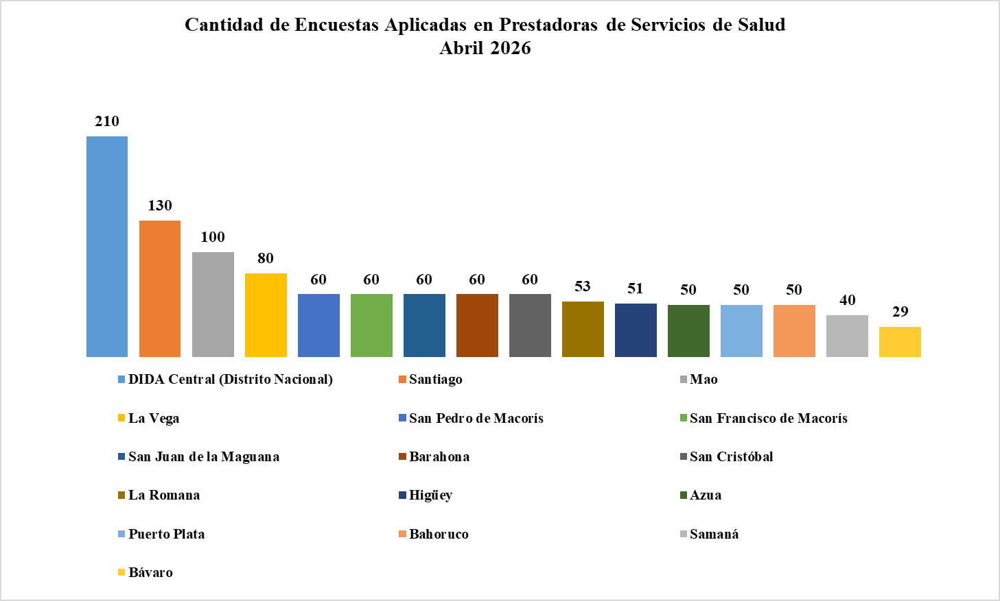 Cantidad de Encuestas Aplicadas en Prestadoras de Servicios de Salud
Abril 2026
210
130
100
80
60
60
60
60
60
53
51
50
50
50
40
29
DIDA Central (Distrito Nacional)
Santiago
Mao
La Vega
San Pedro de Macorís
San Francisco de Macorís
San Juan de la Maguana
Barahona
San Cristóbal
La Romana
Higüey
Azua
Puerto Plata
Bahoruco
Samaná
Bávaro